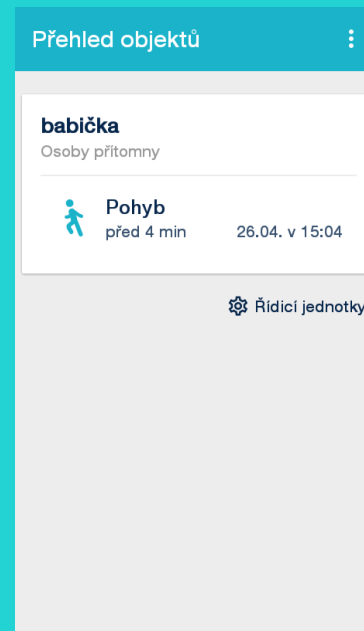 Přehled objektů
babička
Osoby přítomny
Pohyb
před 4 min 26.04. v 15:04
Řídicí jednotky